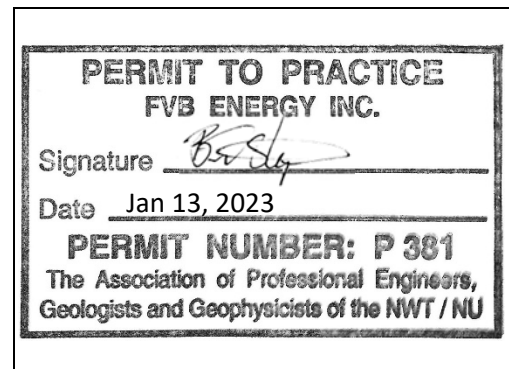 PERMIT TO PRACTICE
FVB ENERGY INC.
Signature
Date Jan 13, 2023
PERMIT NUMBER: P 381
The Association of Professional Engineers,
Geologists and Geophysicists of the NWT / NU